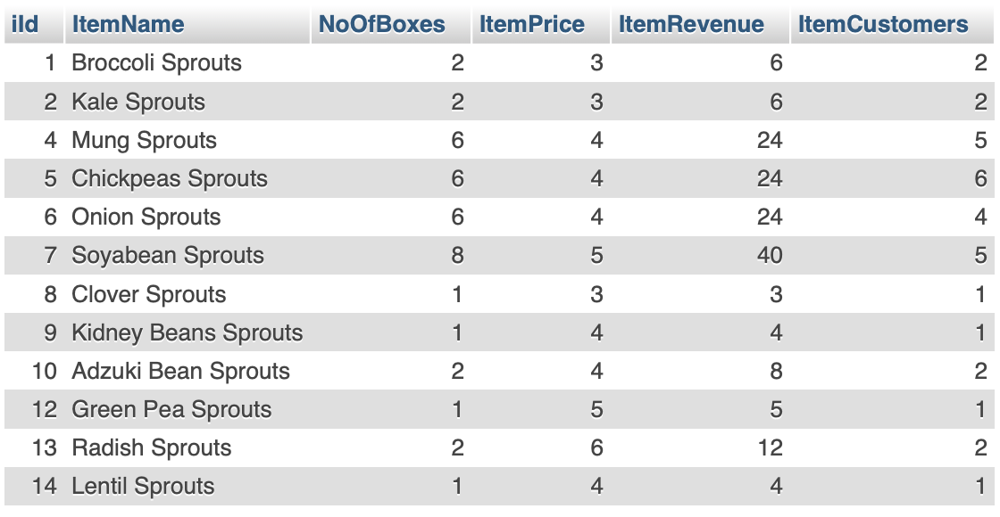 iId ItemName NoOfBoxes ItemPrice ItemRevenue ItemCustomers
1 Broccoli Sprouts 2 3 6 2
2 Kale Sprouts 2 3 6 2
4 Mung Sprouts 6 4 24 5
5 Chickpeas Sprouts 6 4 24 6
6 Onion Sprouts 6 4 24 4
7 Soyabean Sprouts 8 5 40 5
8 Clover Sprouts 1 3 3 1
9 Kidney Beans Sprouts 1 4 4 1
10 Adzuki Bean Sprouts 2 4 8 2
12 Green Pea Sprouts 1 5 5 1
13 Radish Sprouts 2 6 12 2
14 Lentil Sprouts 1 4 4 1